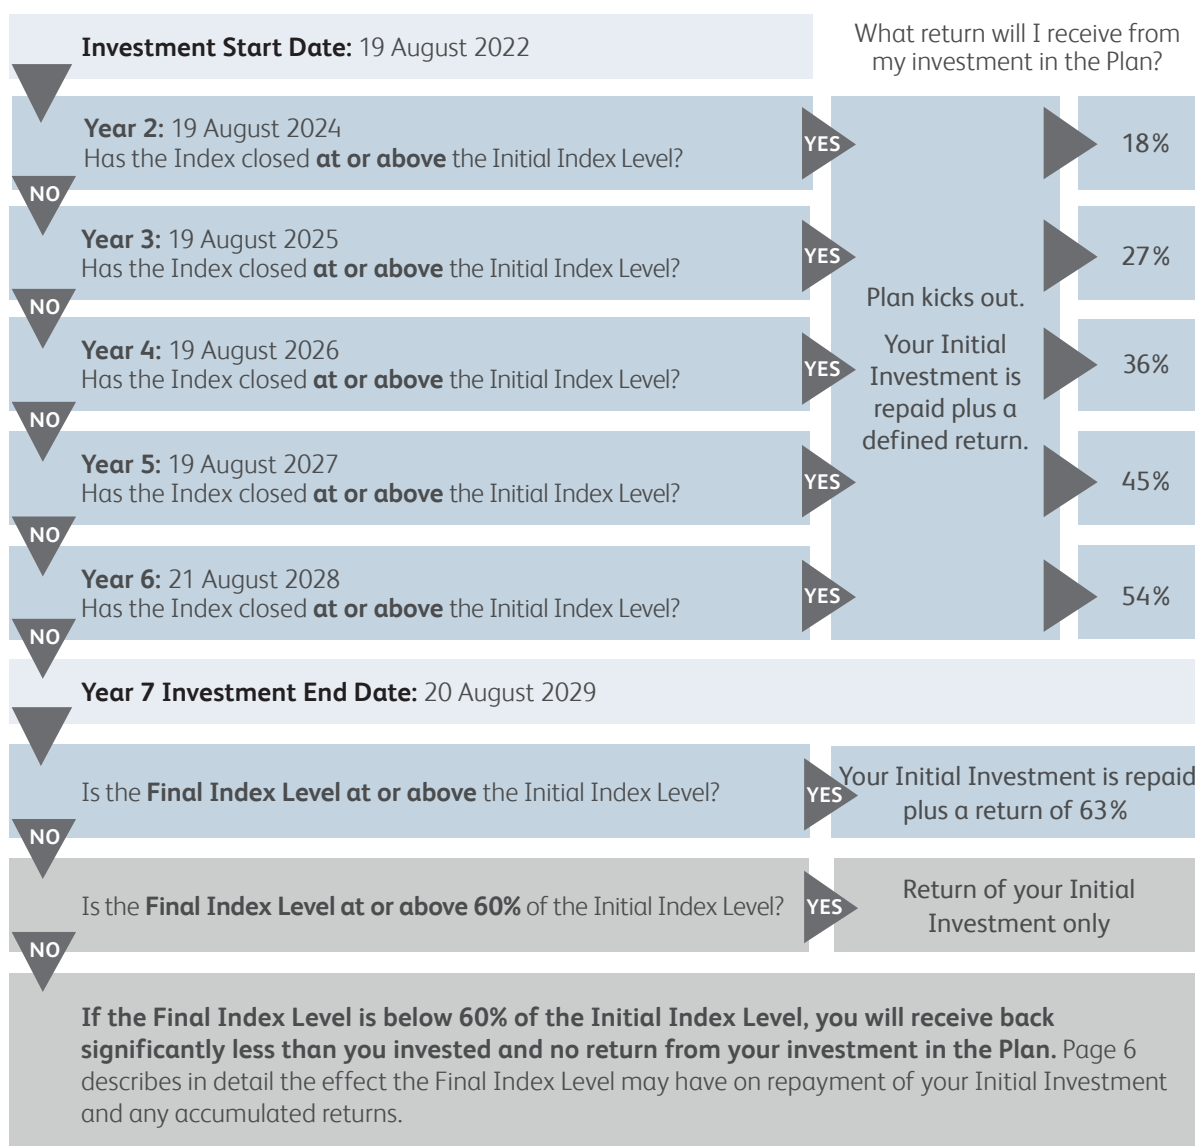 Investment Start Date: 19 August 2022
What return will I receive from
my investment in the Plan?
Year 2: 19 August 2024
Has the Index closed at or above the Initial Index Level?
YES
18%
NO
Year 3: 19 August 2025
Has the Index closed at or above the Initial Index Level?
YES
27%
NO
Year 4: 19 August 2026
Has the Index closed at or above the Initial Index Level?
YES
36%
NO
Year 5: 19 August 2027
Has the Index closed at or above the Initial Index Level?
YES
45%
NO
Year 6: 21 August 2028
Has the Index closed at or above the Initial Index Level?
YES
54%
Plan kicks out.
Your Initial
Investment is
repaid plus a
defined return.
NO
Year 7 Investment End Date: 20 August 2029
Is the Final Index Level at or above the Initial Index Level?
YES
Your Initial Investment is repaid
plus a return of 63%
NO
Is the Final Index Level at or above 60% of the Initial Index Level?
YES
Return of your Initial
Investment only
NO
If the Final Index Level is below 60% of the Initial Index Level, you will receive back
significantly less than you invested and no return from your investment in the Plan. Page 6
describes in detail the effect the Final Index Level may have on repayment of your Initial Investment
and any accumulated returns.